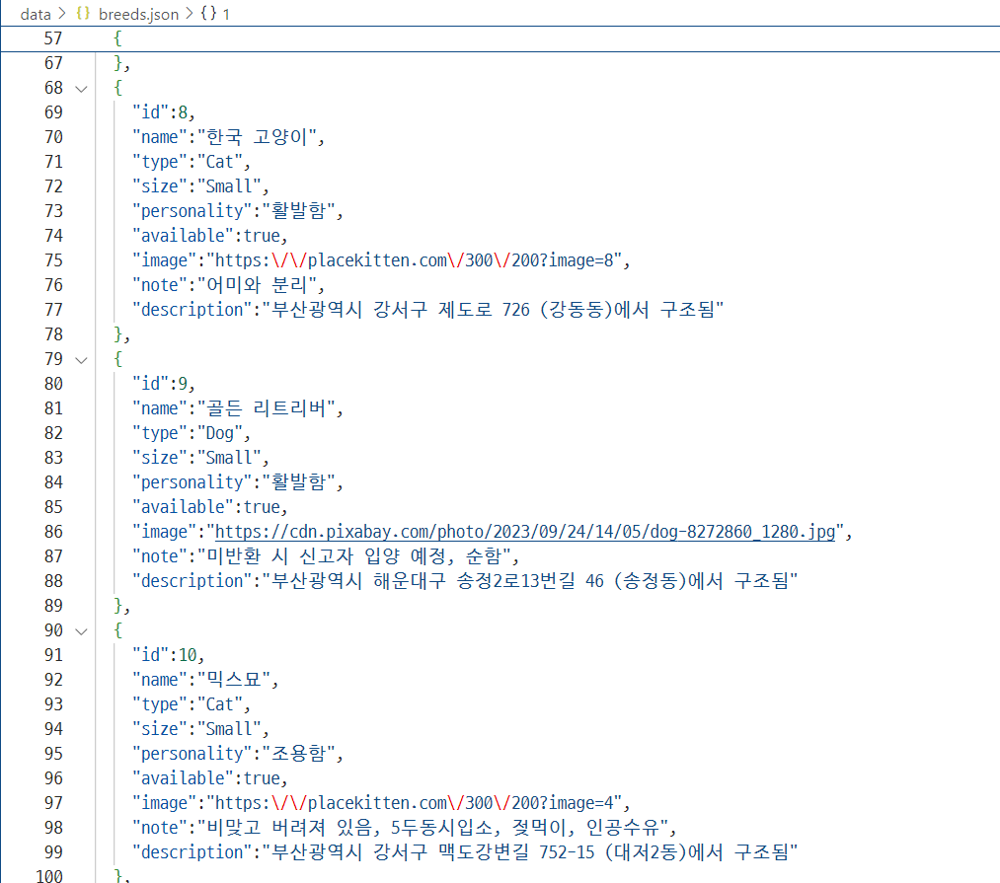 data > {} breeds.json > {} 1
57 {
67 },
68 {
69 "id":8,
70 "name":"한국 고양이",
71 "type":"Cat",
72 "size":"Small",
73 "personality":"활발함",
74 "available":true,
75 "image":"https:\/\/placekitten.com\/300\/200?image=8",
76 "note":"어미와 분리",
77 "description":"부산광역시 강서구 제도로 726 (강동동)에서 구조됨"
78 },
79 {
80 "id":9,
81 "name":"골든 리트리버",
82 "type":"Dog",
83 "size":"Small",
84 "personality":"활발함",
85 "available":true,
86 "image":"https://cdn.pixabay.com/photo/2023/09/24/14/05/dog-8272860_1280.jpg",
87 "note":"미반환 시 신고자 입양 예정, 순함",
88 "description":"부산광역시 해운대구 송정2로13번길 46 (송정동)에서 구조됨"
89 },
90 {
91 "id":10,
92 "name":"믹스묘",
93 "type":"Cat",
94 "size":"Small",
95 "personality":"조용함",
96 "available":true,
97 "image":"https:\/\/placekitten.com\/300\/200?image=4",
98 "note":"비맞고 버려져 있음, 5두동시입소, 젖먹이, 인공수유",
99 "description":"부산광역시 강서구 맥도강변길 752-15 (대저2동)에서 구조됨"
100 },